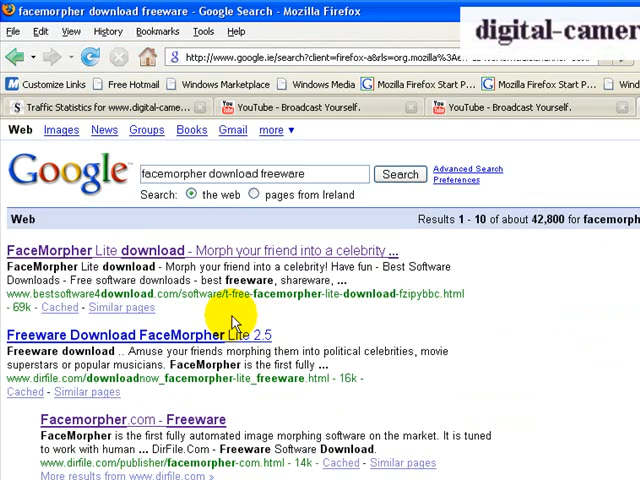 facemorpher download freeware - Google Search - Mozilla Firefox
digital-camer
File Edit View History Bookmarks Tools Help
http://www.google.ie/search?client=firefox-a&rls=org.mozilla%3A
Customize Links Free Hotmail Windows Marketplace Windows Media Mozilla Firefox Start P... Mozilla Firefox Start P...
Traffic Statistics for www.digital-came... YouTube - Broadcast Yourself. YouTube - Broadcast Yourself.
Web Images News Groups Books Gmail more ▼
Google facemorpher download freeware Search Advanced Search
Preferences
Search: the web pages from Ireland
Web Results 1 - 10 of about 42,800 for facemorp
FaceMorpher Lite download - Morph your friend into a celebrity ...
FaceMorpher Lite download - Morph your friend into a celebrity! Have fun - Best Software
Downloads - Free software downloads - best freeware, shareware, ...
www.bestsoftware4download.com/software/t-free-facemorpher-lite-download-fzipybbc.html
- 69k - Cached - Similar pages
Freeware Download FaceMorpher Lite 2.5
Freeware download .. Amuse your friends morphing them into political celebrities, movie
superstars or popular musicians. FaceMorpher is the first fully ...
www.dirfile.com/downloadnow_facemorpher-lite_freeware.html - 16k -
Cached - Similar pages
Facemorpher.com - Freeware
FaceMorpher is the first fully automated image morphing software on the market. It is tuned
to work with human ... DirFile.Com - Freeware Software Download.
www.dirfile.com/publisher/facemorpher-com.html - 14k - Cached - Similar pages
More results from www.dirfile.com »